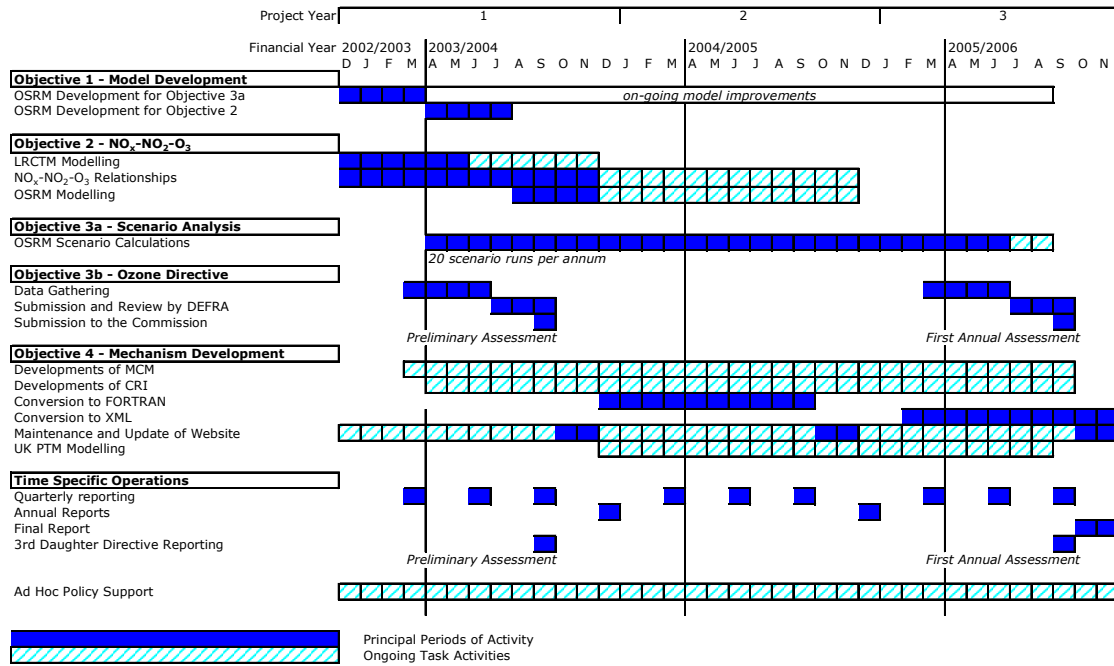 Project Year 1 2 3
Financial Year 2002/2003 2003/2004 2004/2005 2005/2006
D J F M A M J J A S O N D J F M A M J J A S O N D J F M A M J J A S O N
Objective 1 - Model Development
OSRM Development for Objective 3a on-going model improvements
OSRM Development for Objective 2
Objective 2 - NOx-NO2-O3
LRCTM Modelling
NOx-NO2-O3 Relationships
OSRM Modelling
Objective 3a - Scenario Analysis
OSRM Scenario Calculations
20 scenario runs per annum
Objective 3b - Ozone Directive
Data Gathering
Submission and Review by DEFRA
Submission to the Commission
Preliminary Assessment First Annual Assessment
Objective 4 - Mechanism Development
Developments of MCM
Developments of CRI
Conversion to FORTRAN
Conversion to XML
Maintenance and Update of Website
UK PTM Modelling
Time Specific Operations
Quarterly reporting
Annual Reports
Final Report
3rd Daughter Directive Reporting
Preliminary Assessment First Annual Assessment
Ad Hoc Policy Support
Principal Periods of Activity
Ongoing Task Activities